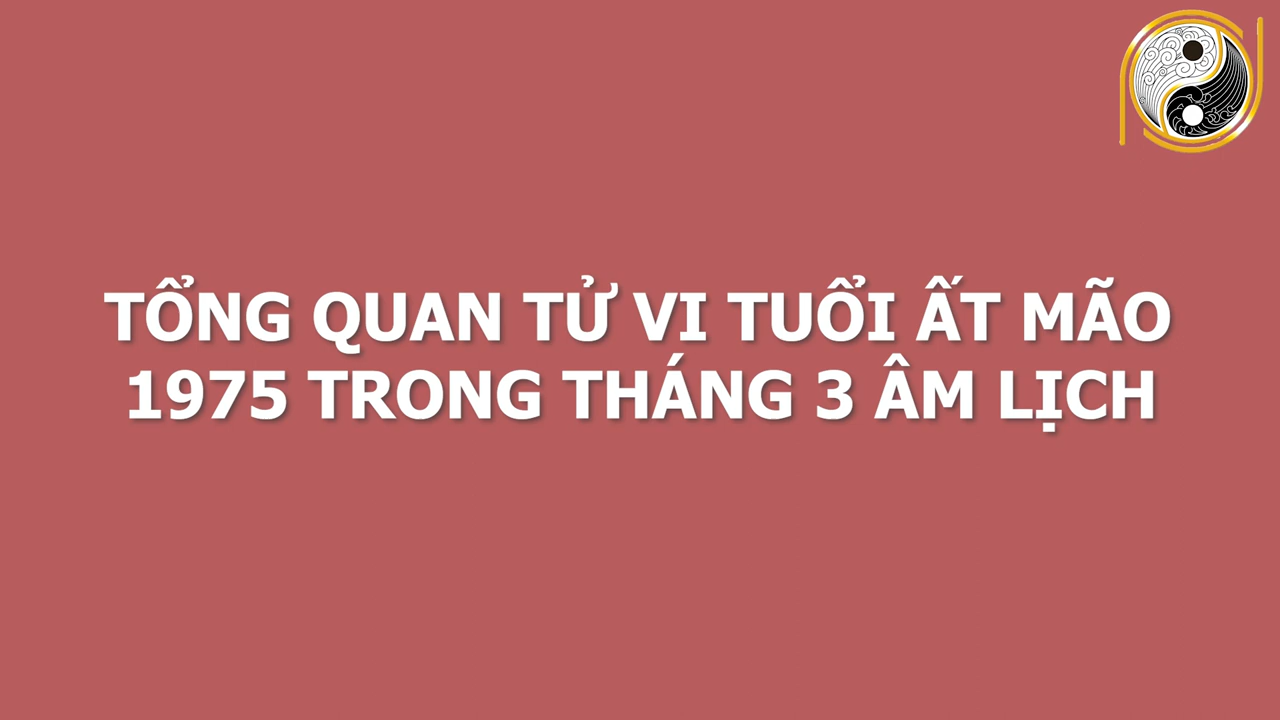 TỔNG QUAN TỬ VI TUỔI ẤT MÃO
1975 TRONG THÁNG 3 ÂM LỊCH